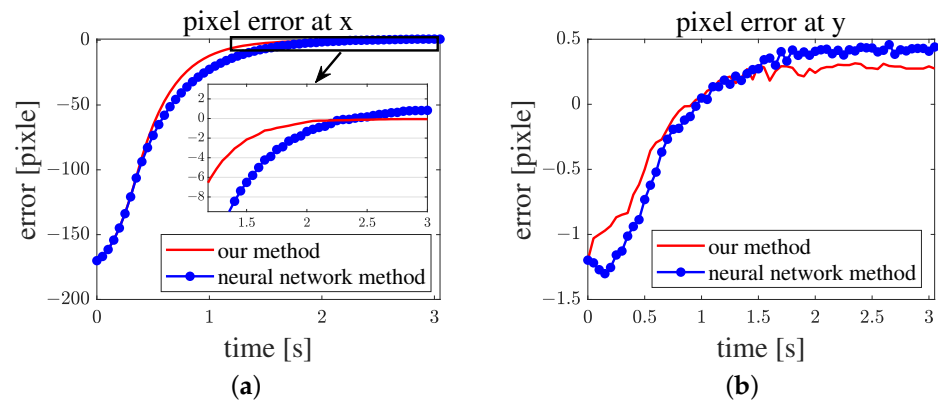 pixel error at x
0
−50
−100
−150
−200
error [pixle]
2
0
−2
−4
−6
−8
1.5
2
2.5
3
our method
neural network method
0
1
2
3
time [s]
(a)
pixel error at y
0.5
0
−0.5
−1
−1.5
error [pixle]
our method
neural network method
0
0.5
1
1.5
2
2.5
3
time [s]
(b)